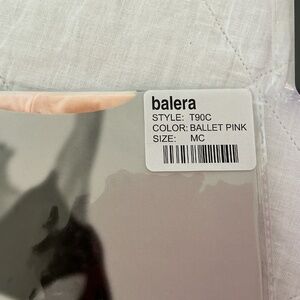 balera
STYLE: T90C
COLOR: BALLET PINK
SIZE: MC